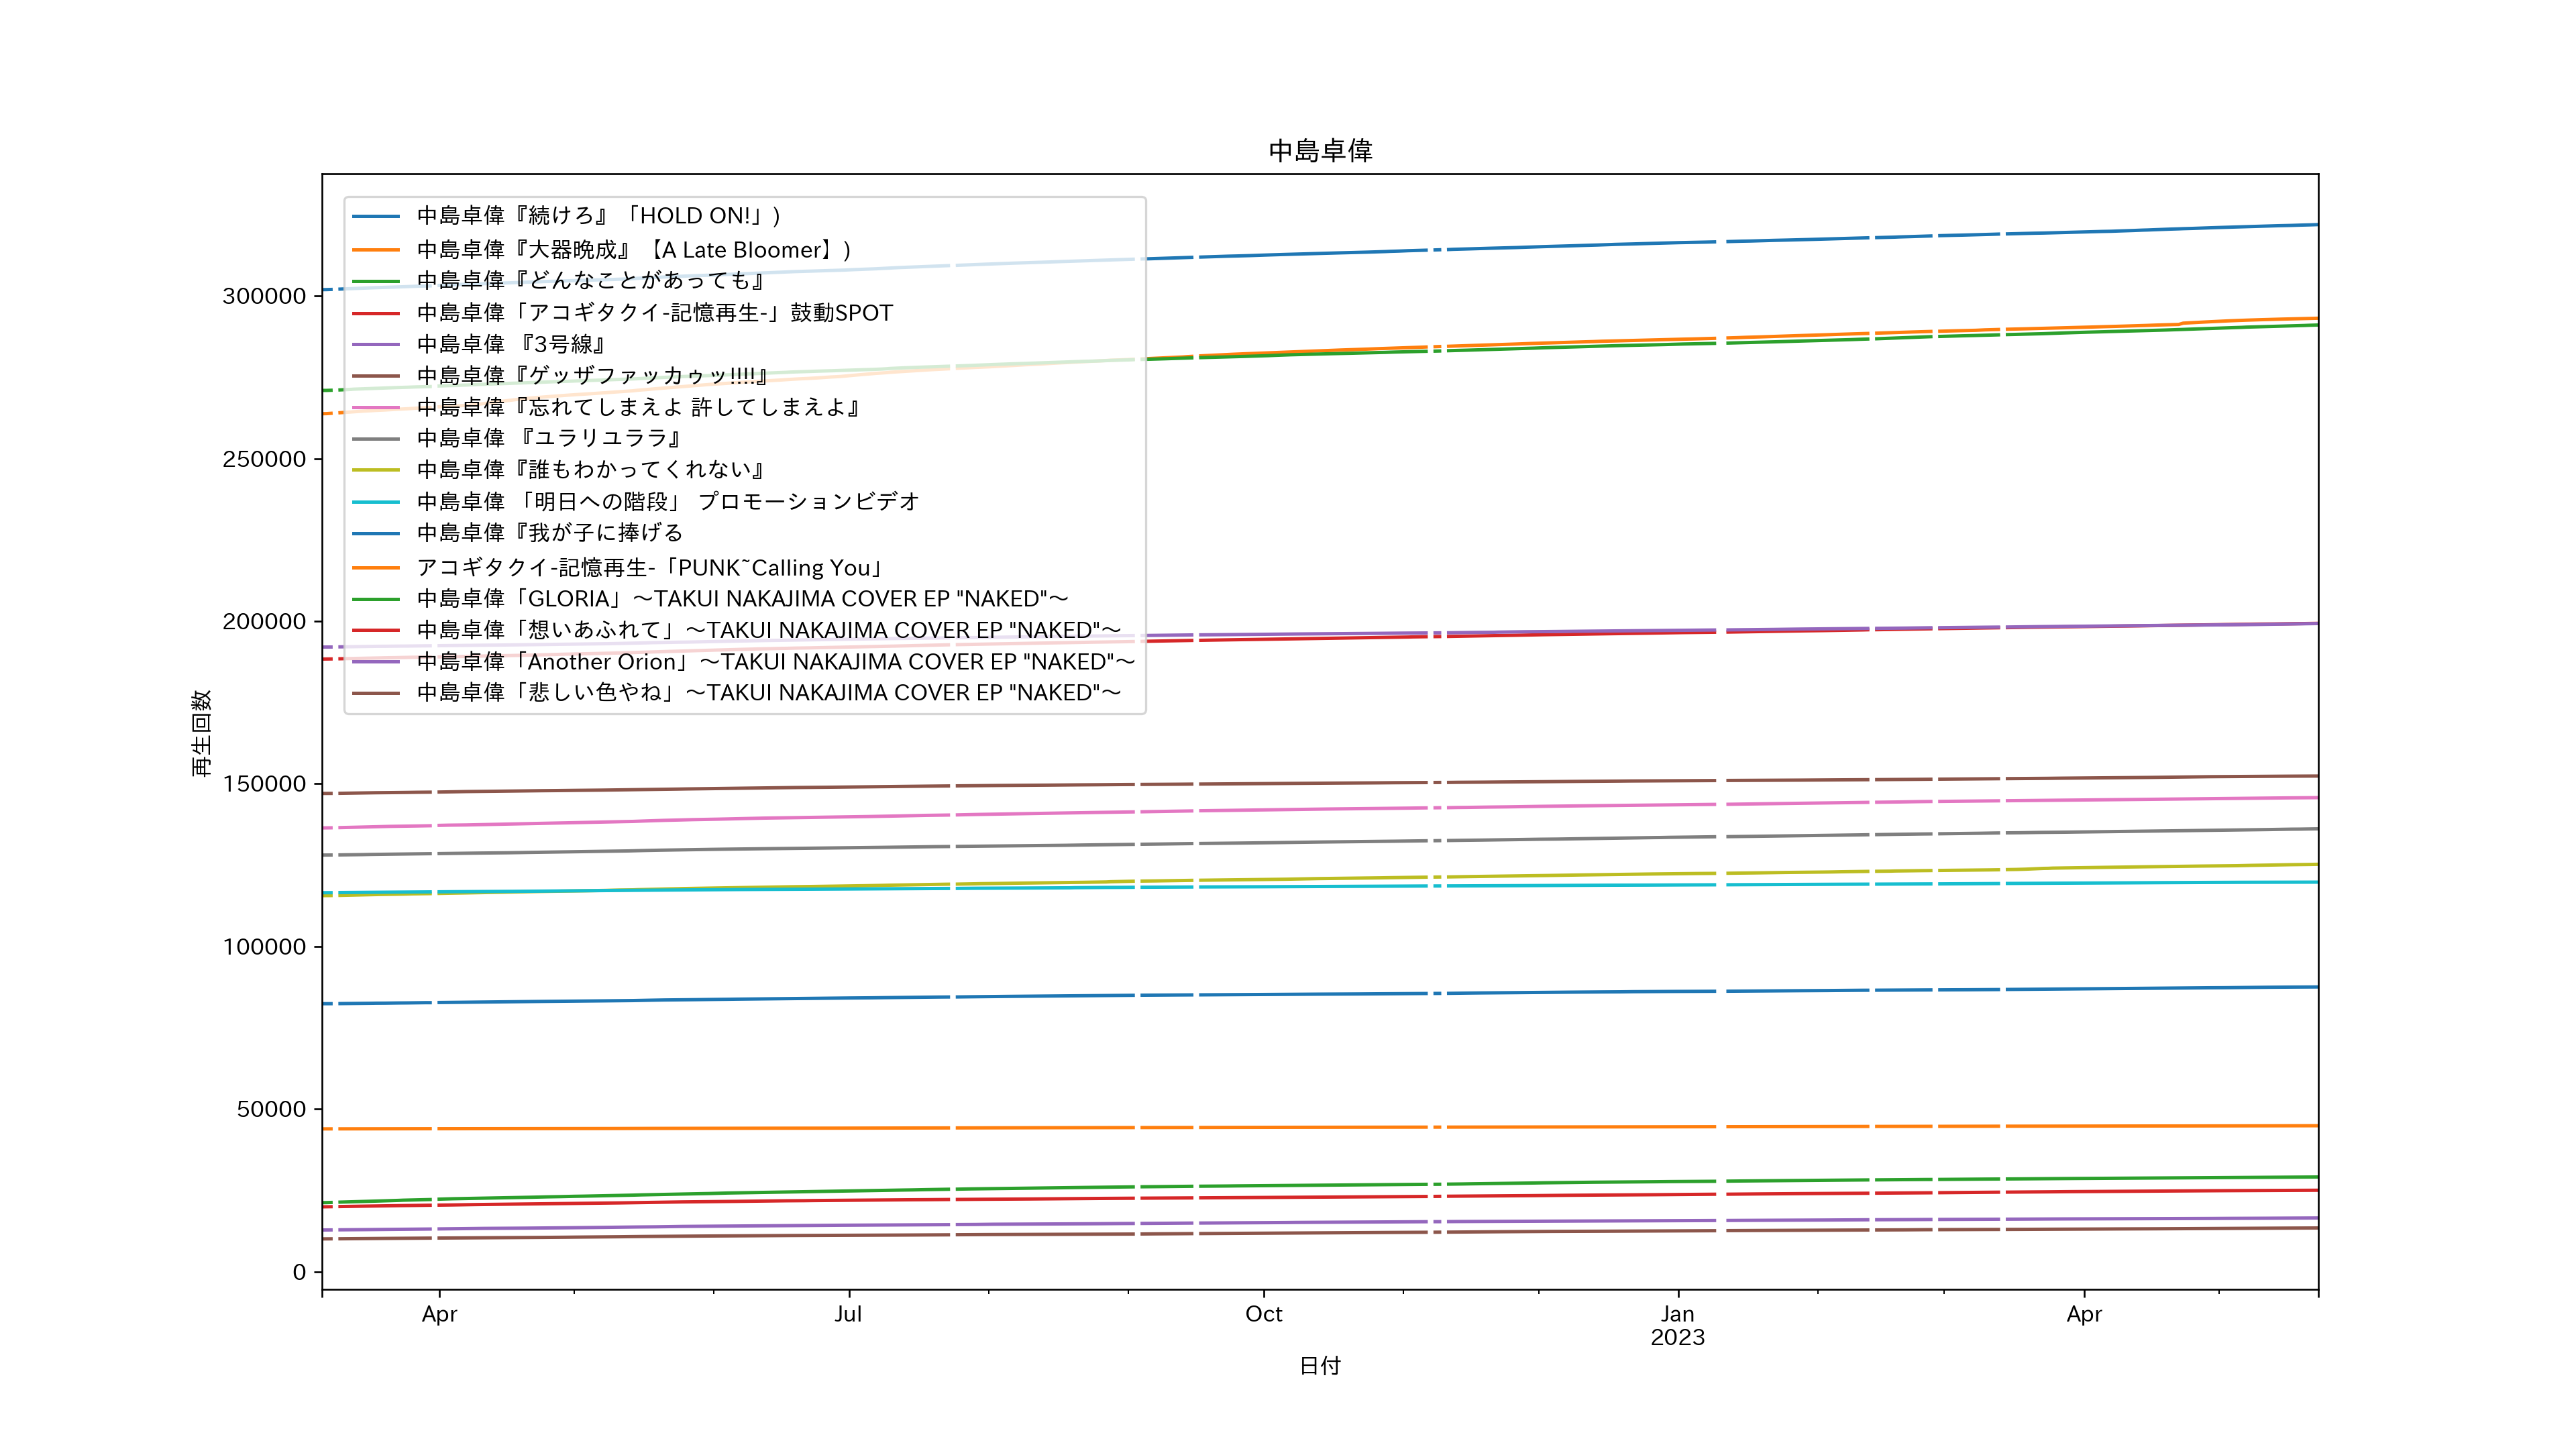 中島卓偉
中島卓偉『続けろ』「HOLD ON!」)
中島卓偉『大器晩成』【A Late Bloomer】)
中島卓偉『どんなことがあっても』
中島卓偉「アコギタクイ-記憶再生-」鼓動SPOT
中島卓偉 『3号線』
中島卓偉『ゲッザファッカゥッ!!!!』
中島卓偉『忘れてしまえよ 許してしまえよ』
中島卓偉 『ユラリユララ』
中島卓偉『誰もわかってくれない』
中島卓偉 「明日への階段」 プロモーションビデオ
中島卓偉『我が子に捧げる
アコギタクイ-記憶再生-「PUNK~Calling You」
中島卓偉「GLORIA」～TAKUI NAKAJIMA COVER EP "NAKED"～
中島卓偉「想いあふれて」～TAKUI NAKAJIMA COVER EP "NAKED"～
中島卓偉「Another Orion」～TAKUI NAKAJIMA COVER EP "NAKED"～
中島卓偉「悲しい色やね」～TAKUI NAKAJIMA COVER EP "NAKED"～
再生回数
300000
250000
200000
150000
100000
50000
0
Apr
Jul
Oct
Jan
2023
Apr
日付